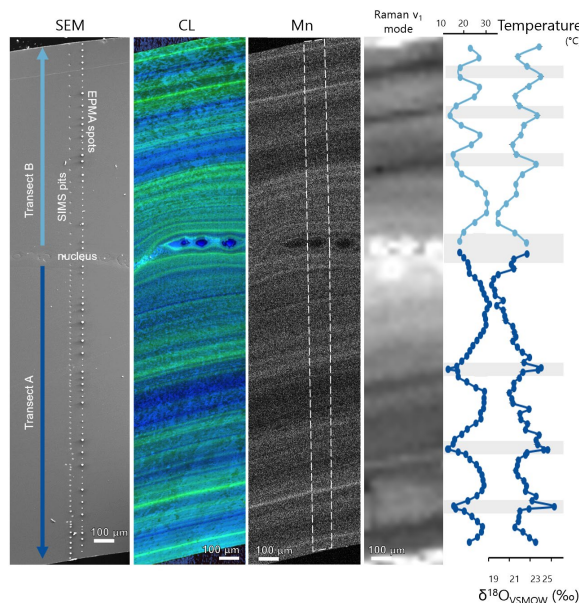 SEM
CL
Mn
Raman ν₁
mode
10 20 30
Temperature
(°C
Transect B
SIMS pits
EPMA spots
nucleus
Transect A
100 µm
100 µm
100 µm
100 µm
19 21 23 25
δ¹⁸O_VSMOW (‰)